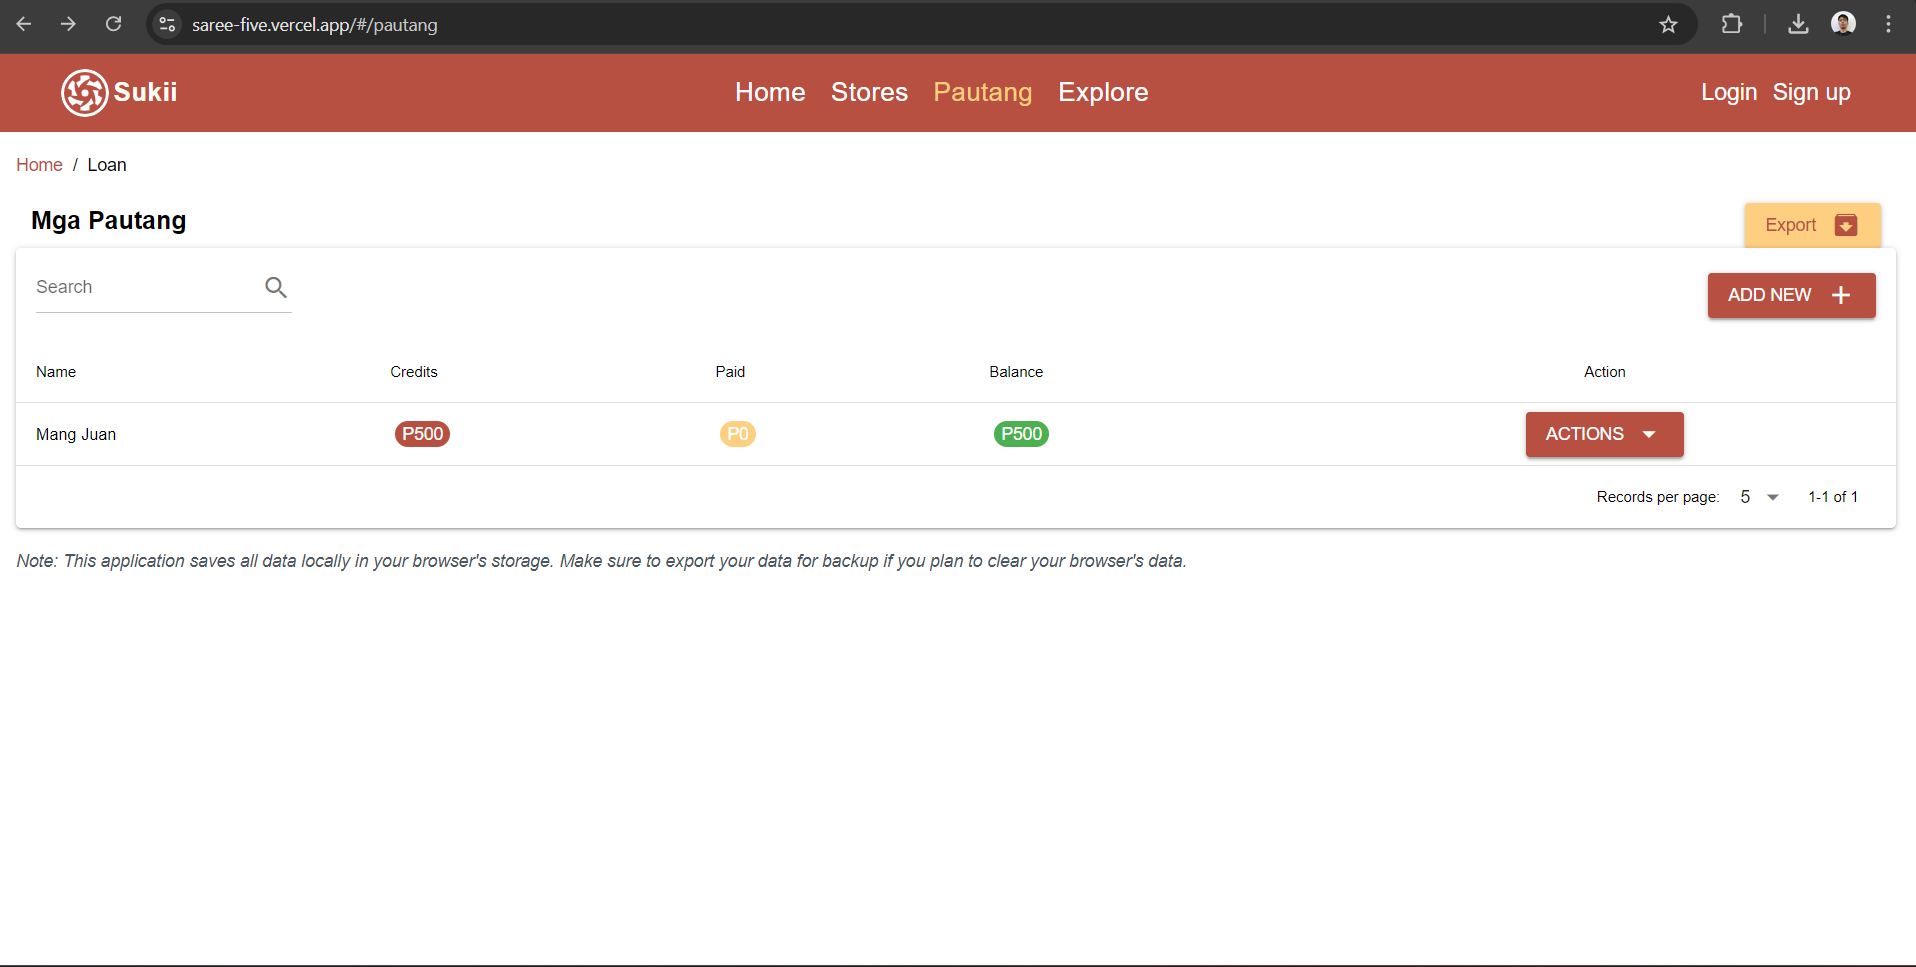 saree-five.vercel.app/#/pautang
Sukii Home Stores Pautang Explore Login Sign up
Home / Loan
Mga Pautang
Export
Search
ADD NEW
Name Credits Paid Balance Action
Mang Juan P500 P0 P500 ACTIONS
Records per page: 5 1-1 of 1
Note: This application saves all data locally in your browser's storage. Make sure to export your data for backup if you plan to clear your browser's data.